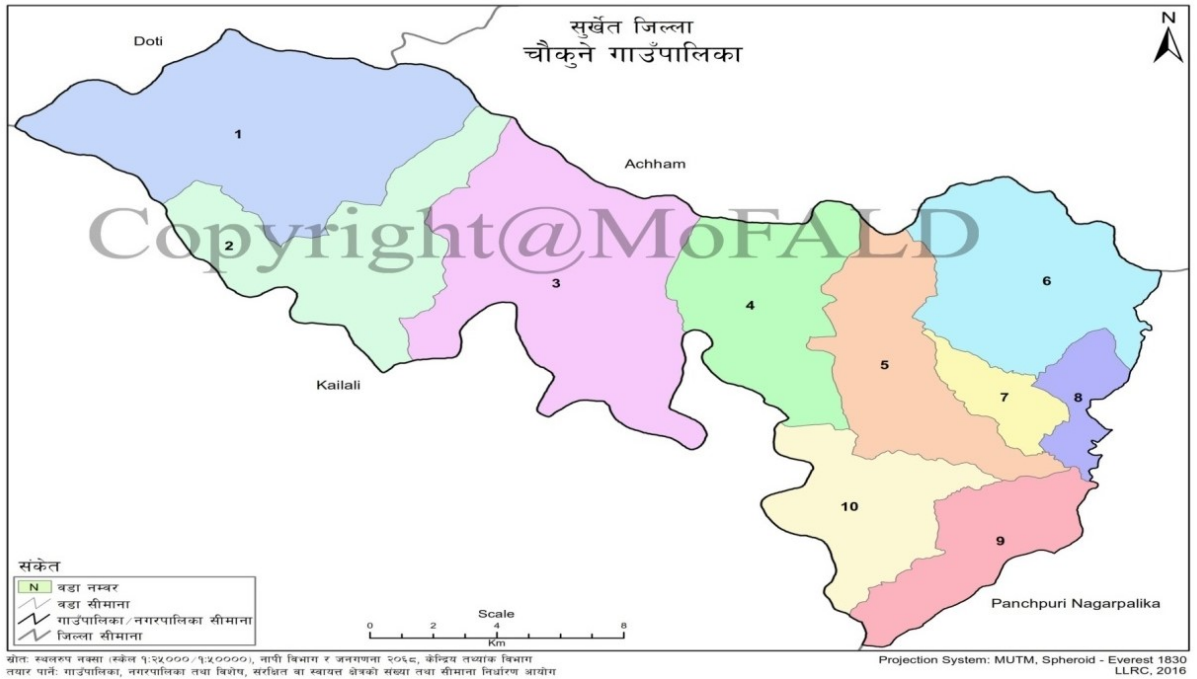 सुर्खेत जिल्ला
चौकुने गाउँपालिका
N
Doti
1
Achham
Copyright@MoFALD
2
3
4
6
5
Kailali
7
8
10
9
संकेत
N वडा नम्बर
वडा सीमाना
गाउँपालिका/नगरपालिका सीमाना
जिल्ला सीमाना
Scale
0 2 4 8
Km
Panchpuri Nagarpalika
स्रोतः स्थलरुप नक्सा (स्केल १:२५०००/१:५००००), नापी विभाग र जनगणना २०६८, केन्द्रिय तथ्यांक विभाग
तयार पार्नेः गाउँपालिका, नगरपालिका तथा विशेष, संरक्षित वा स्वायत्त क्षेत्रको संख्या तथा सीमाना निर्धारण आयोग
Projection System: MUTM, Spheroid - Everest 1830
LLRC, 2016